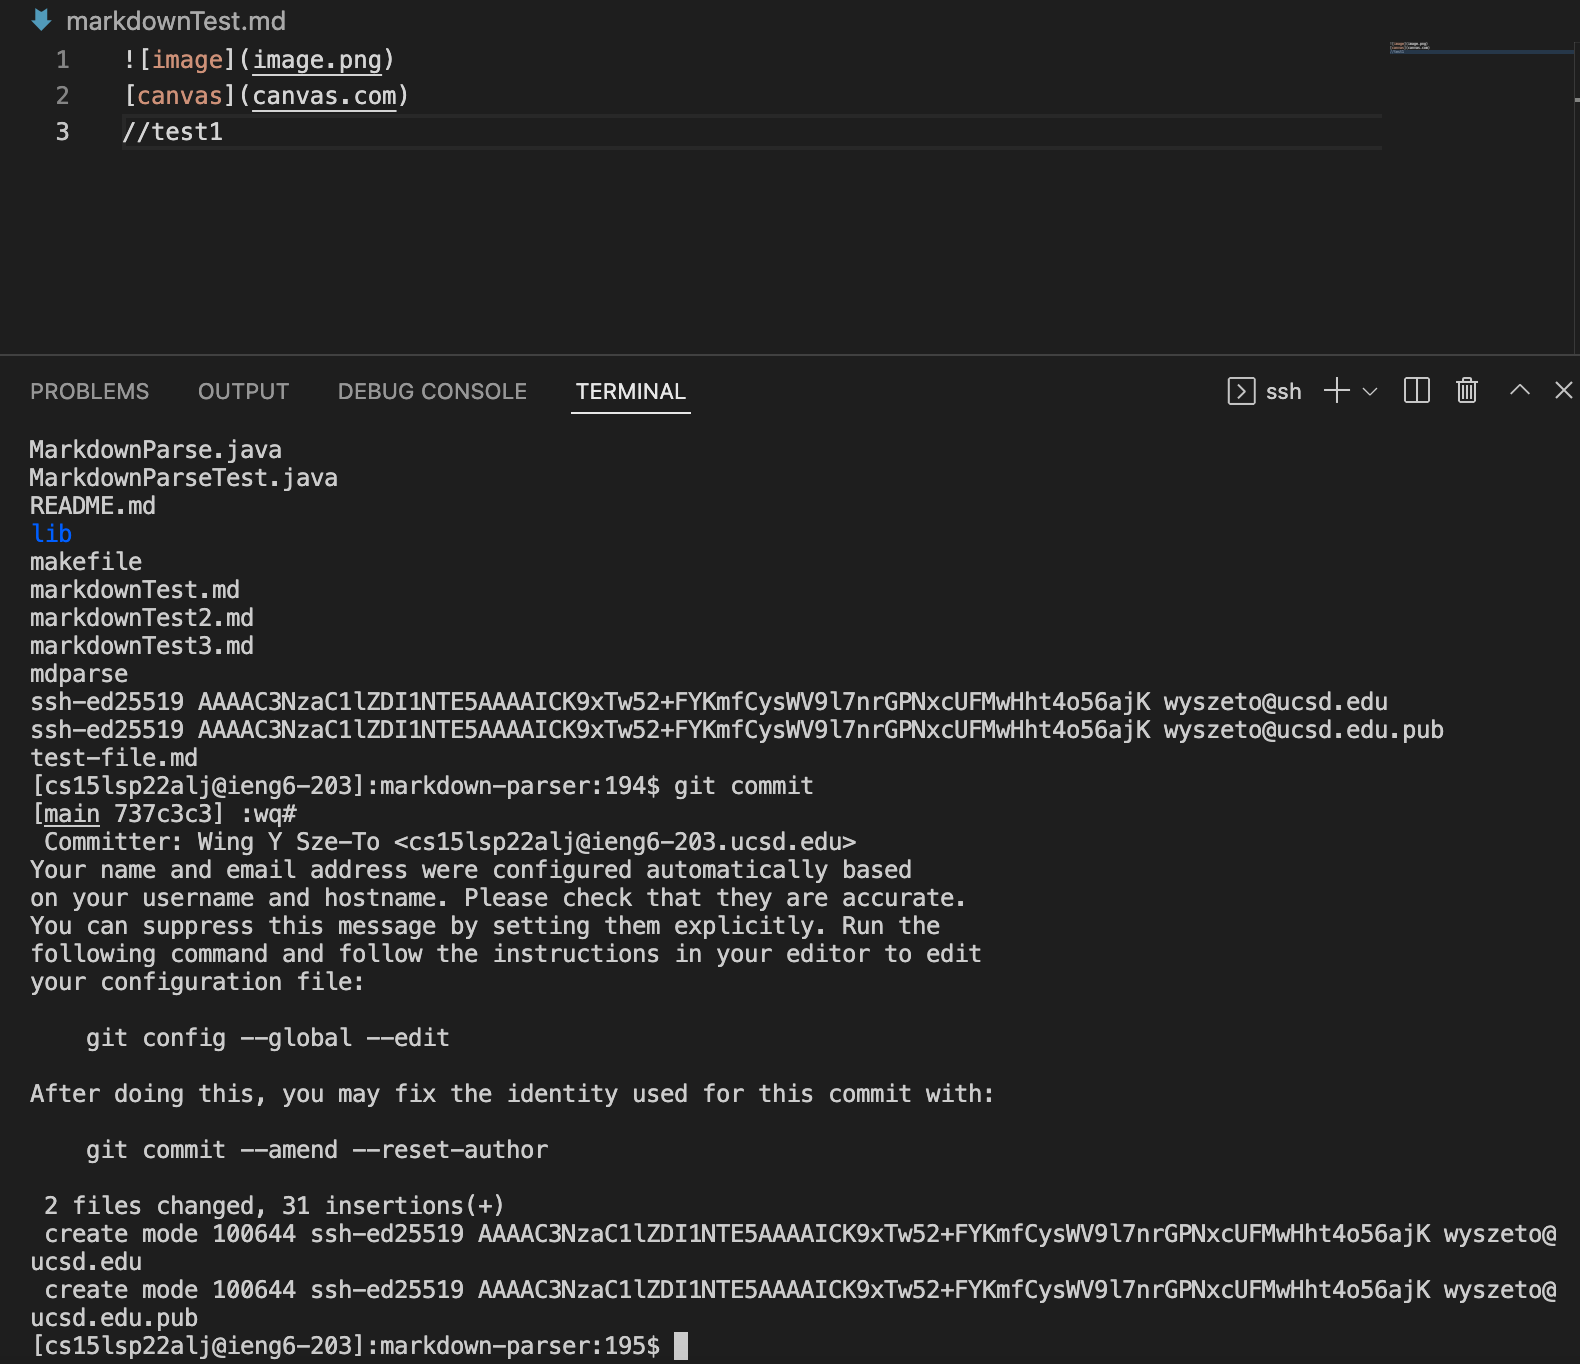 markdownTest.md
1 ![image](image.png)
2 [canvas](canvas.com)
3 //test1
PROBLEMS OUTPUT DEBUG CONSOLE TERMINAL ssh
MarkdownParse.java
MarkdownParseTest.java
README.md
lib
makefile
markdownTest.md
markdownTest2.md
markdownTest3.md
mdparse
ssh-ed25519 AAAAC3NzaC1lZDI1NTE5AAAAICK9xTw52+FYKmfCysWV9l7nrGPNxcUFMwHht4o56ajK wyszeto@ucsd.edu
ssh-ed25519 AAAAC3NzaC1lZDI1NTE5AAAAICK9xTw52+FYKmfCysWV9l7nrGPNxcUFMwHht4o56ajK wyszeto@ucsd.edu.pub
test-file.md
[cs15lsp22alj@ieng6-203]:markdown-parser:194$ git commit
[main 737c3c3] :wq#
 Committer: Wing Y Sze-To <cs15lsp22alj@ieng6-203.ucsd.edu>
Your name and email address were configured automatically based
on your username and hostname. Please check that they are accurate.
You can suppress this message by setting them explicitly. Run the
following command and follow the instructions in your editor to edit
your configuration file:
    git config --global --edit
After doing this, you may fix the identity used for this commit with:
    git commit --amend --reset-author
 2 files changed, 31 insertions(+)
 create mode 100644 ssh-ed25519 AAAAC3NzaC1lZDI1NTE5AAAAICK9xTw52+FYKmfCysWV9l7nrGPNxcUFMwHht4o56ajK wyszeto@
ucsd.edu
 create mode 100644 ssh-ed25519 AAAAC3NzaC1lZDI1NTE5AAAAICK9xTw52+FYKmfCysWV9l7nrGPNxcUFMwHht4o56ajK wyszeto@
ucsd.edu.pub
[cs15lsp22alj@ieng6-203]:markdown-parser:195$